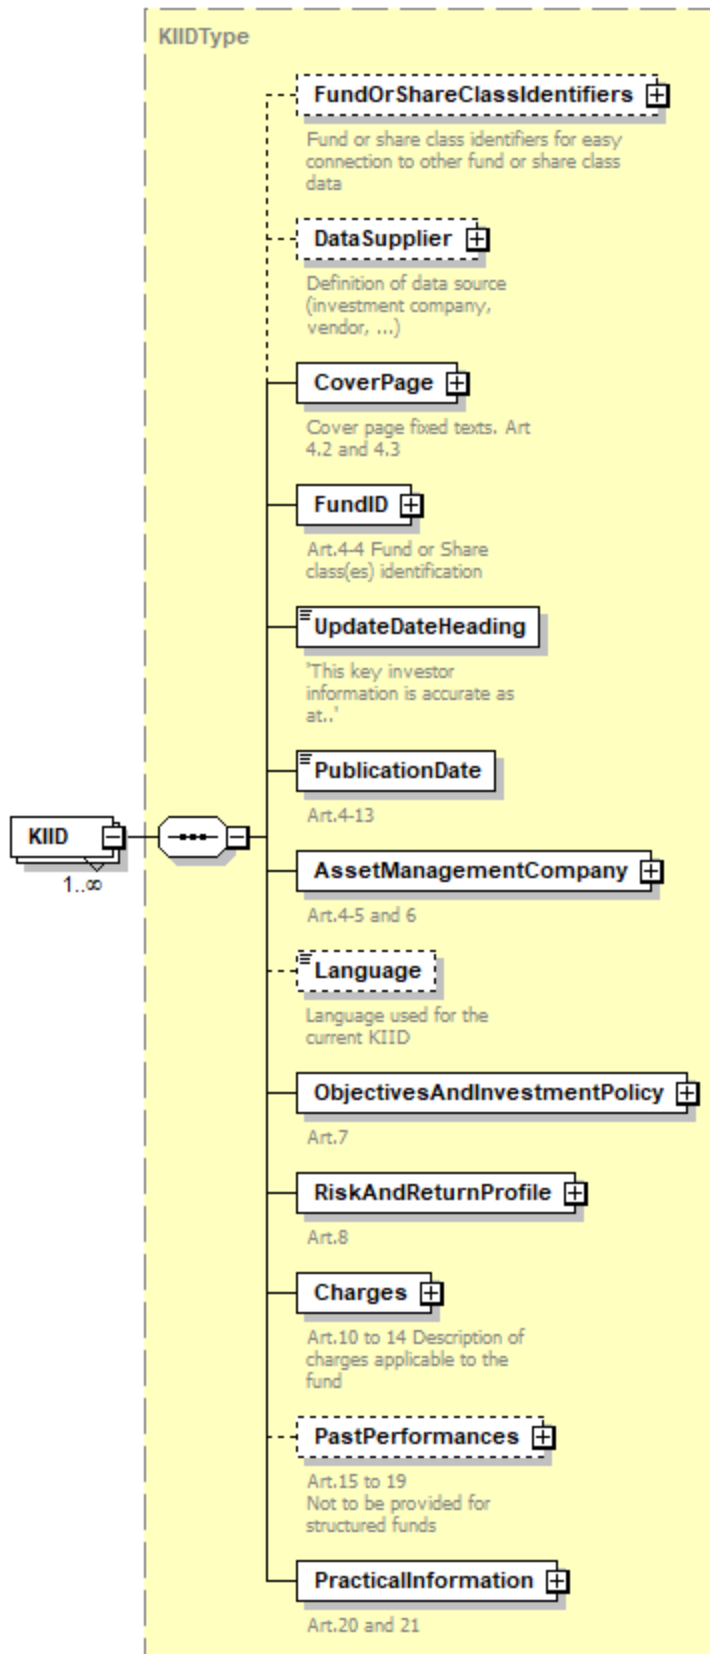 KIIDType
FundOrShareClassIdentifiers
Fund or share class identifiers for easy
connection to other fund or share class
data
DataSupplier
Definition of data source
(investment company,
vendor, ...)
CoverPage
Cover page fixed texts. Art
4.2 and 4.3
FundID
Art.4-4 Fund or Share
class(es) identification
UpdateDateHeading
'This key investor
information is accurate as
at..'
PublicationDate
Art.4-13
KIID
1..∞
AssetManagementCompany
Art.4-5 and 6
Language
Language used for the
current KIID
ObjectivesAndInvestmentPolicy
Art.7
RiskAndReturnProfile
Art.8
Charges
Art.10 to 14 Description of
charges applicable to the
fund
PastPerformances
Art.15 to 19
Not to be provided for
structured funds
PracticalInformation
Art.20 and 21